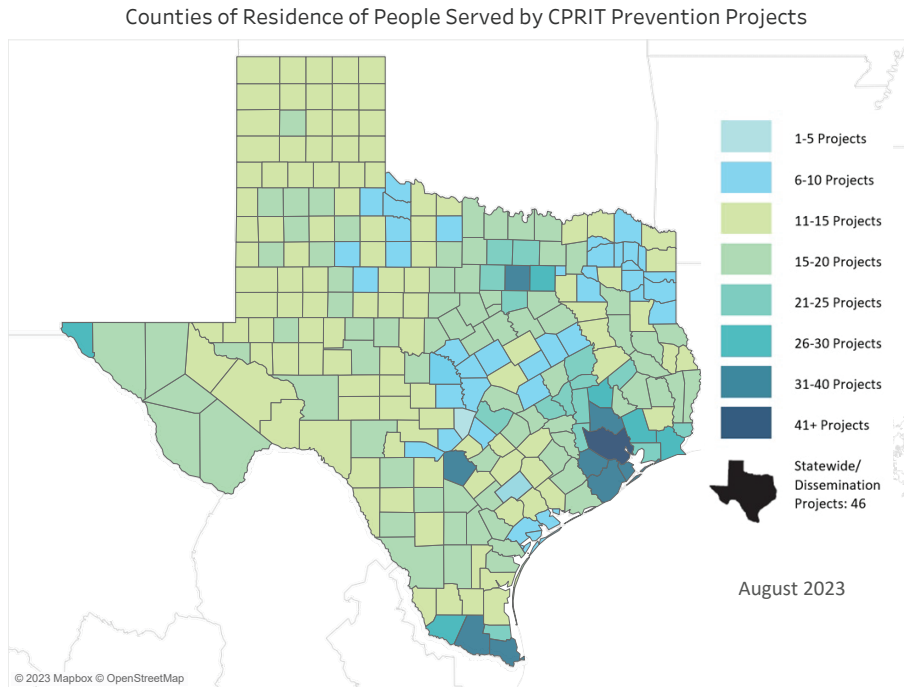 Counties of Residence of People Served by CPRIT Prevention Projects
1-5 Projects
6-10 Projects
11-15 Projects
15-20 Projects
21-25 Projects
26-30 Projects
31-40 Projects
41+ Projects
Statewide/
Dissemination
Projects: 46
August 2023
© 2023 Mapbox © OpenStreetMap